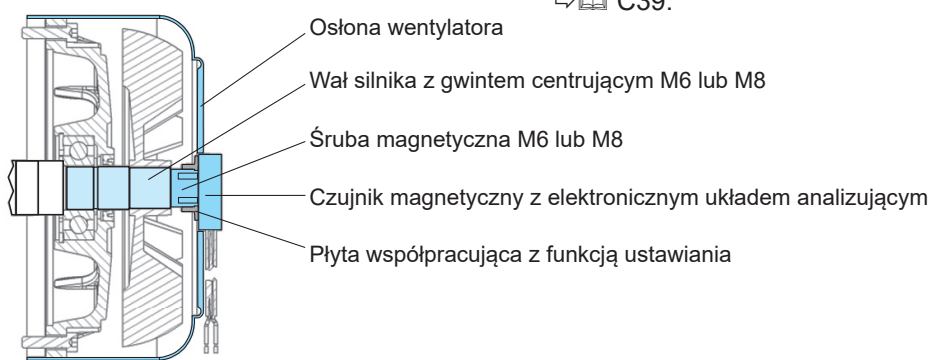 C39.
Osłona wentylatora
Wał silnika z gwintem centrującym M6 lub M8
Śruba magnetyczna M6 lub M8
Czujnik magnetyczny z elektronicznym układem analizującym
Płyta współpracująca z funkcją ustawiania